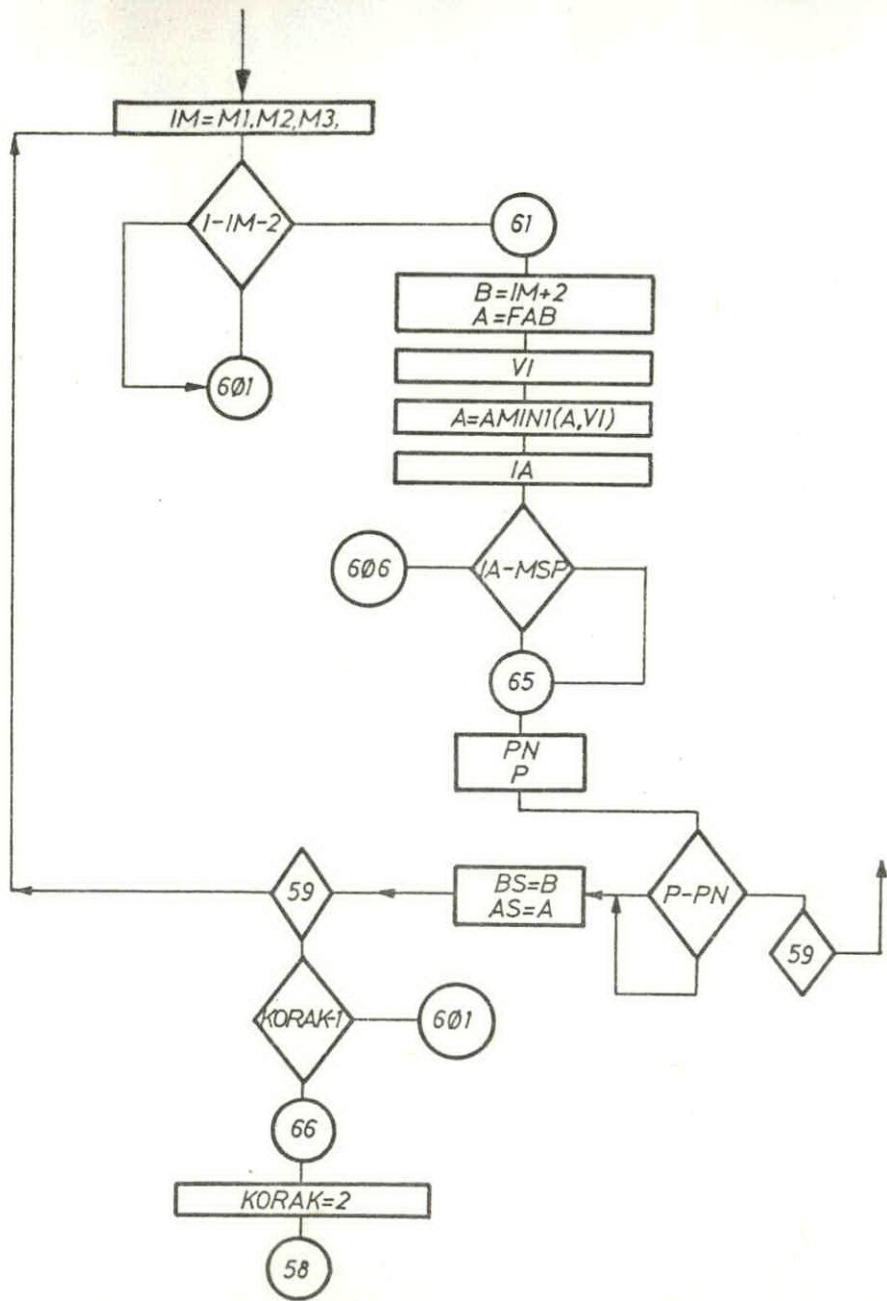 IM=M1,M2,M3,
I-IM-2
61
B=IM+2
A=FAB
6Ø1
VI
A=AMIN1(A,VI)
IA
6Ø6
IA-MSP
65
PN
P
59
BS=B
AS=A
P-PN
59
KORAK-1
6Ø1
66
KORAK=2
58